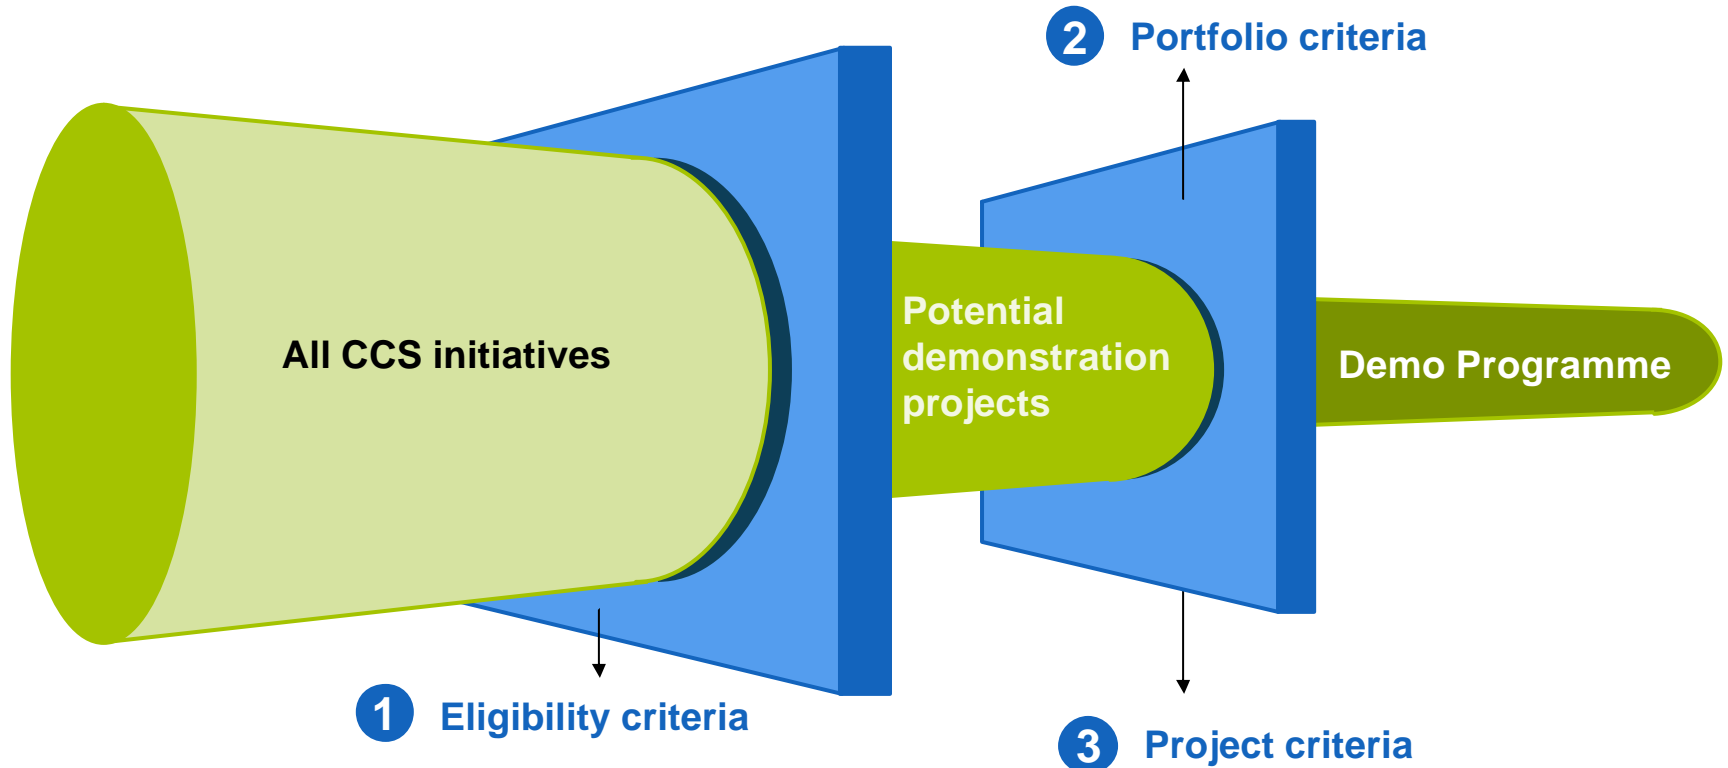 2 Portfolio criteria
All CCS initiatives
Potential
demonstration
projects
Demo Programme
1 Eligibility criteria
3 Project criteria